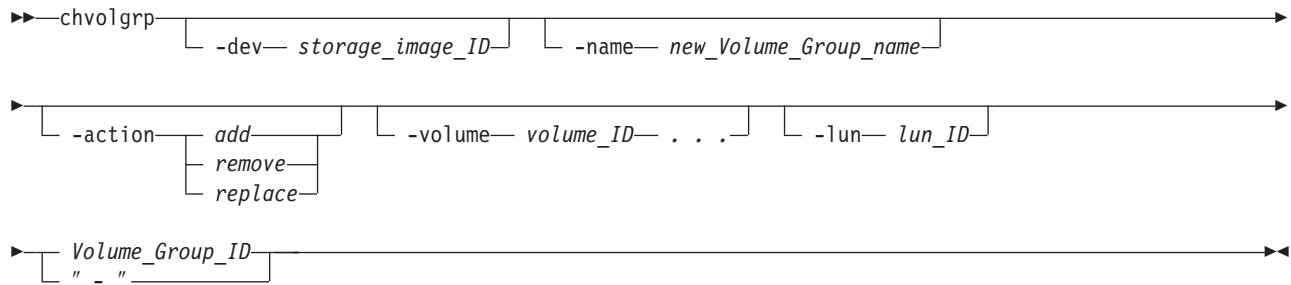 chvolgrp
-dev storage_image_ID
-name new_Volume_Group_name
-action add
remove
replace
-volume volume_ID . . .
-lun lun_ID
Volume_Group_ID
" - "